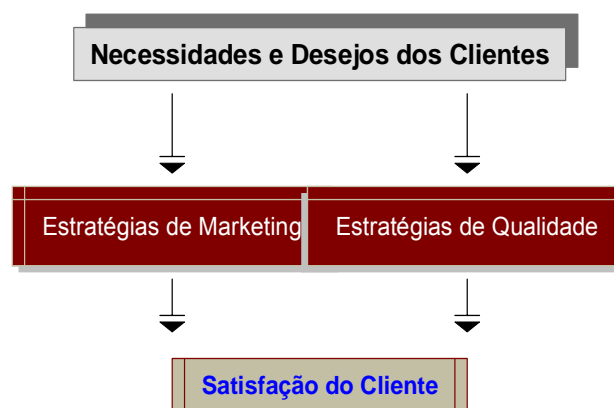 Necessidades e Desejos dos Clientes
Estratégias de Marketing
Estratégias de Qualidade
Satisfação do Cliente